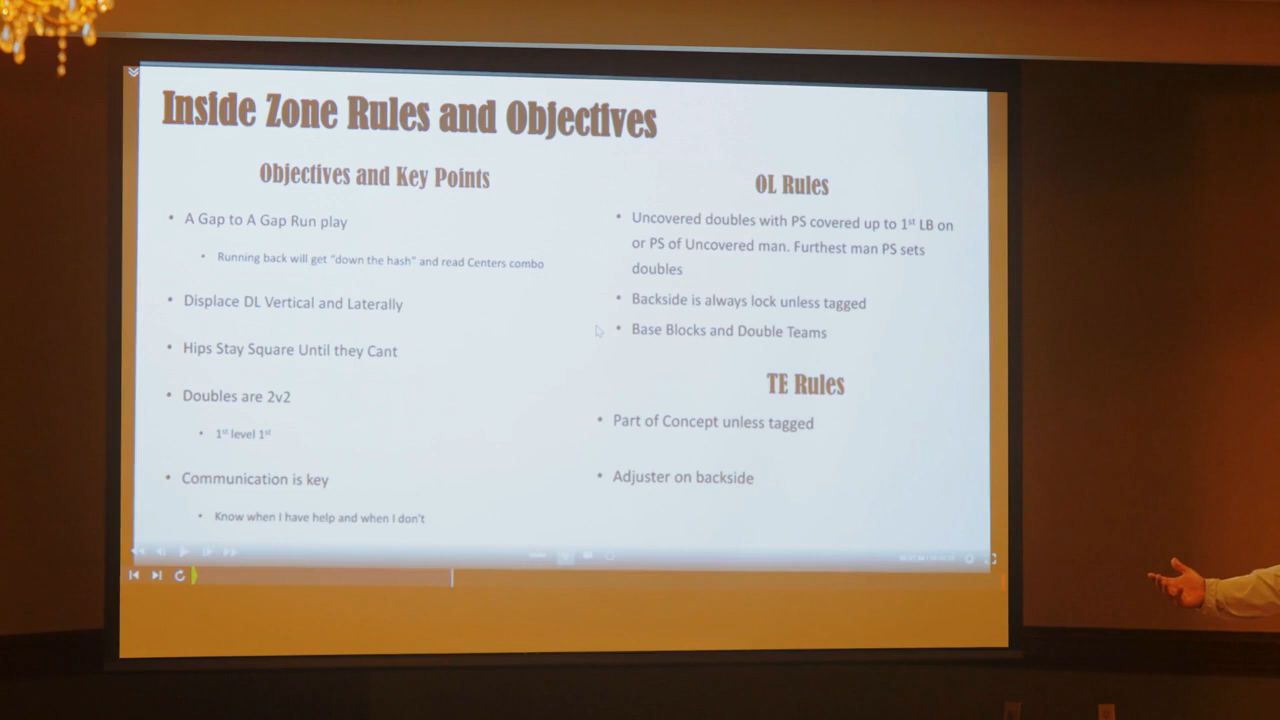 Inside Zone Rules and Objectives
Objectives and Key Points
• A Gap to A Gap Run play
• Running back will get "down the hash" and read Centers combo
• Displace DL Vertical and Laterally
• Hips Stay Square Until they Cant
• Doubles are 2v2
• 1st level 1st
• Communication is key
• Know when I have help and when I don't
OL Rules
• Uncovered doubles with PS covered up to 1st LB on
or PS of Uncovered man. Furthest man PS sets
doubles
• Backside is always lock unless tagged
• Base Blocks and Double Teams
TE Rules
• Part of Concept unless tagged
• Adjuster on backside